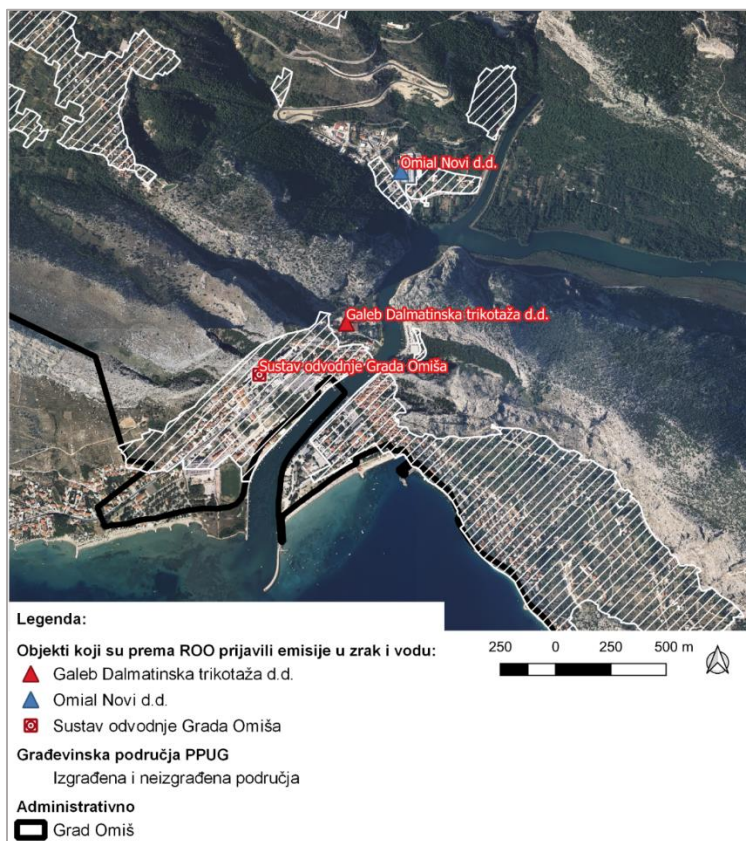 Omial Novi d.d.
Galeb Dalmatinska trikotaža d.d.
Sustav odvodnje Grada Omiša
Legenda:
Objekti koji su prema ROO prijavili emisije u zrak i vodu:
Galeb Dalmatinska trikotaža d.d.
Omial Novi d.d.
Sustav odvodnje Grada Omiša
Građevinska područja PPUG
Izgrađena i neizgrađena područja
Administrativno
Grad Omiš
250 0 250 500 m